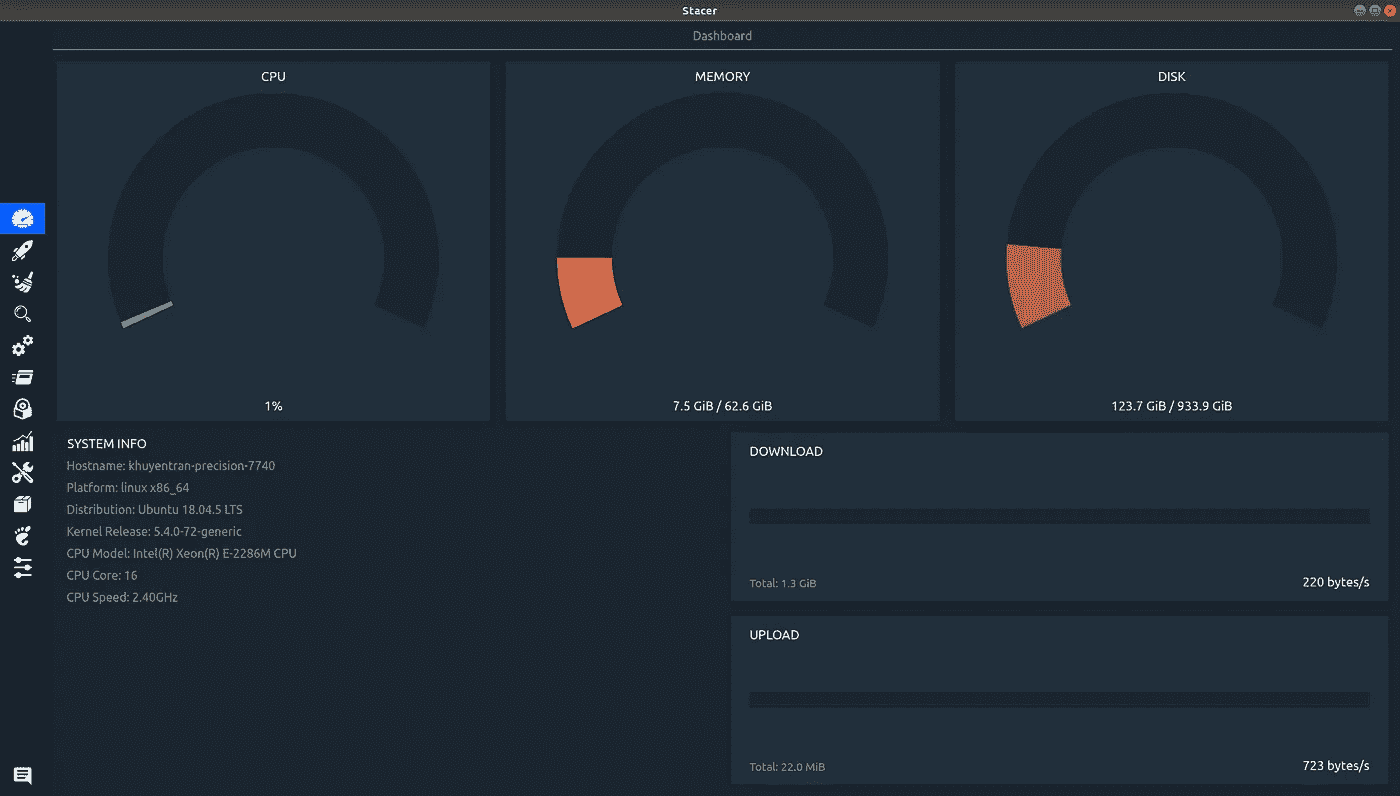 Stacer
Dashboard
CPU
1%
MEMORY
7.5 GiB / 62.6 GiB
DISK
123.7 GiB / 933.9 GiB
SYSTEM INFO
Hostname: khuyentran-precision-7740
Platform: linux x86_64
Distribution: Ubuntu 18.04.5 LTS
Kernel Release: 5.4.0-72-generic
CPU Model: Intel(R) Xeon(R) E-2286M CPU
CPU Core: 16
CPU Speed: 2.40GHz
DOWNLOAD
Total: 1.3 GiB
220 bytes/s
UPLOAD
Total: 22.0 MiB
723 bytes/s